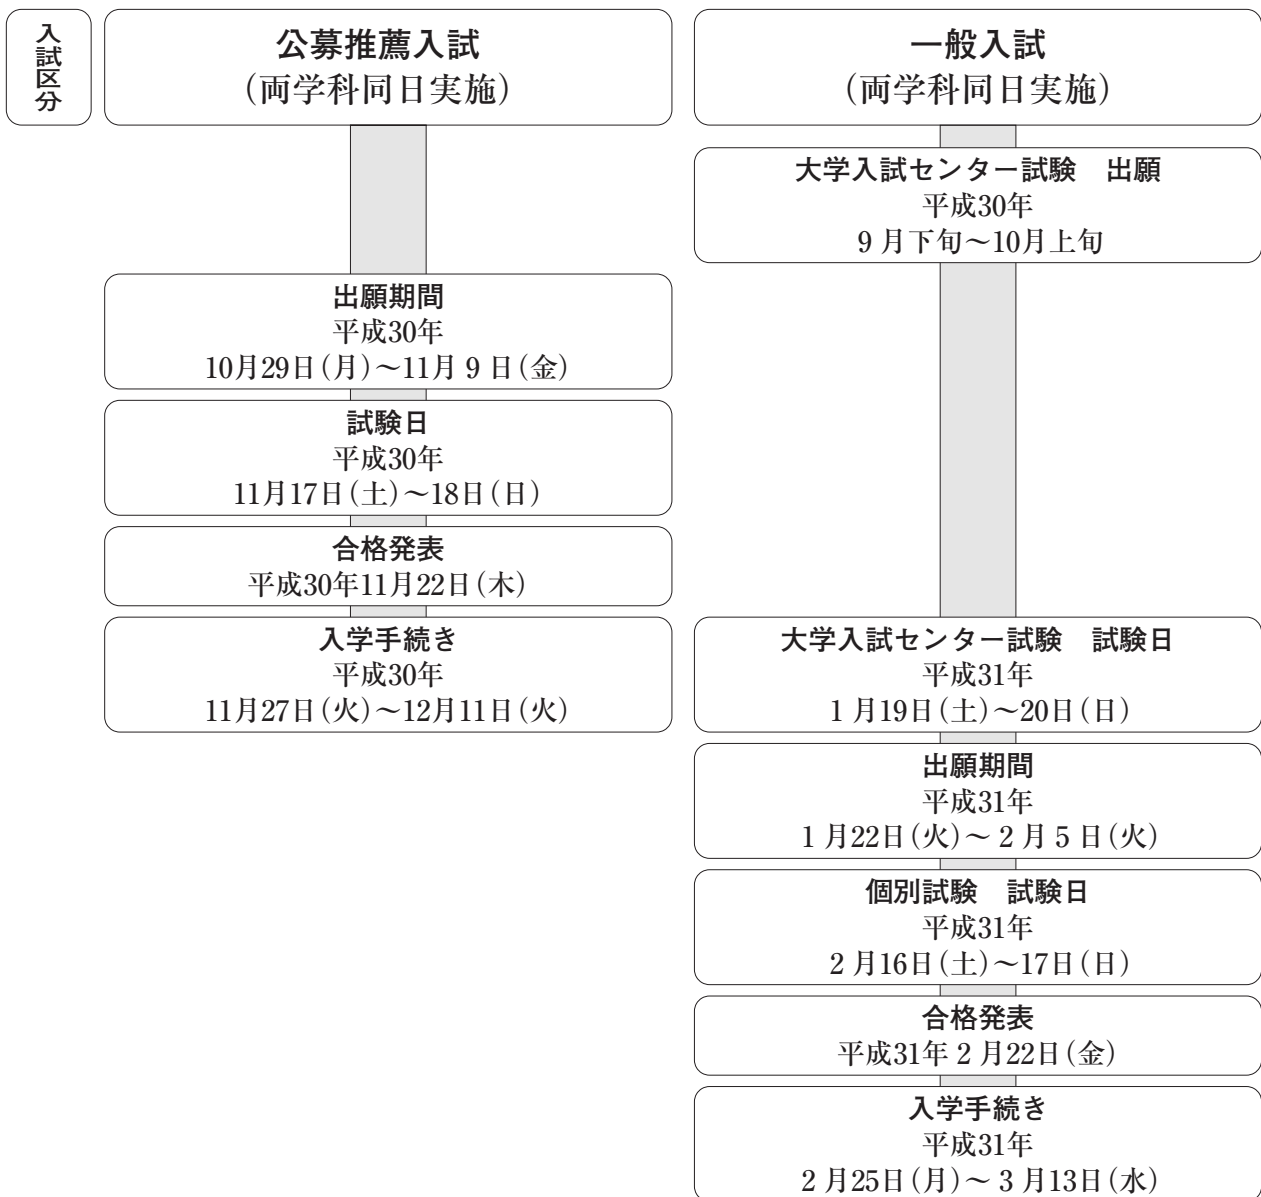 入試区分
公募推薦入試
(両学科同日実施)
一般入試
(両学科同日実施)
大学入試センター試験　出願
平成30年
9月下旬～10月上旬
出願期間
平成30年
10月29日(月)～11月9日(金)
試験日
平成30年
11月17日(土)～18日(日)
合格発表
平成30年11月22日(木)
入学手続き
平成30年
11月27日(火)～12月11日(火)
大学入試センター試験　試験日
平成31年
1月19日(土)～20日(日)
出願期間
平成31年
1月22日(火)～2月5日(火)
個別試験　試験日
平成31年
2月16日(土)～17日(日)
合格発表
平成31年2月22日(金)
入学手続き
平成31年
2月25日(月)～3月13日(水)